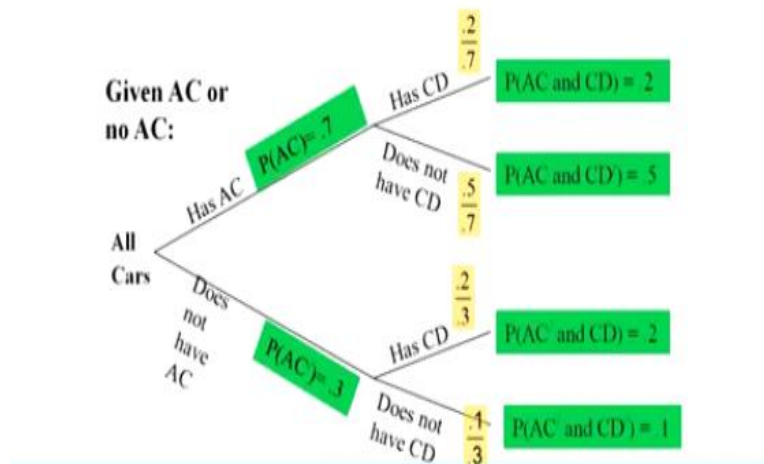 Given AC or
no AC:
All
Cars
Has AC
P(AC)= .7
Has CD
.2
.7
P(AC and CD) = .2
Does not
have CD
.5
.7
P(AC and CD') = .5
Does
not
have
AC
P(AC')= .3
Has CD
.2
.3
P(AC' and CD) = .2
Does not
have CD
.1
.3
P(AC' and CD') = .1